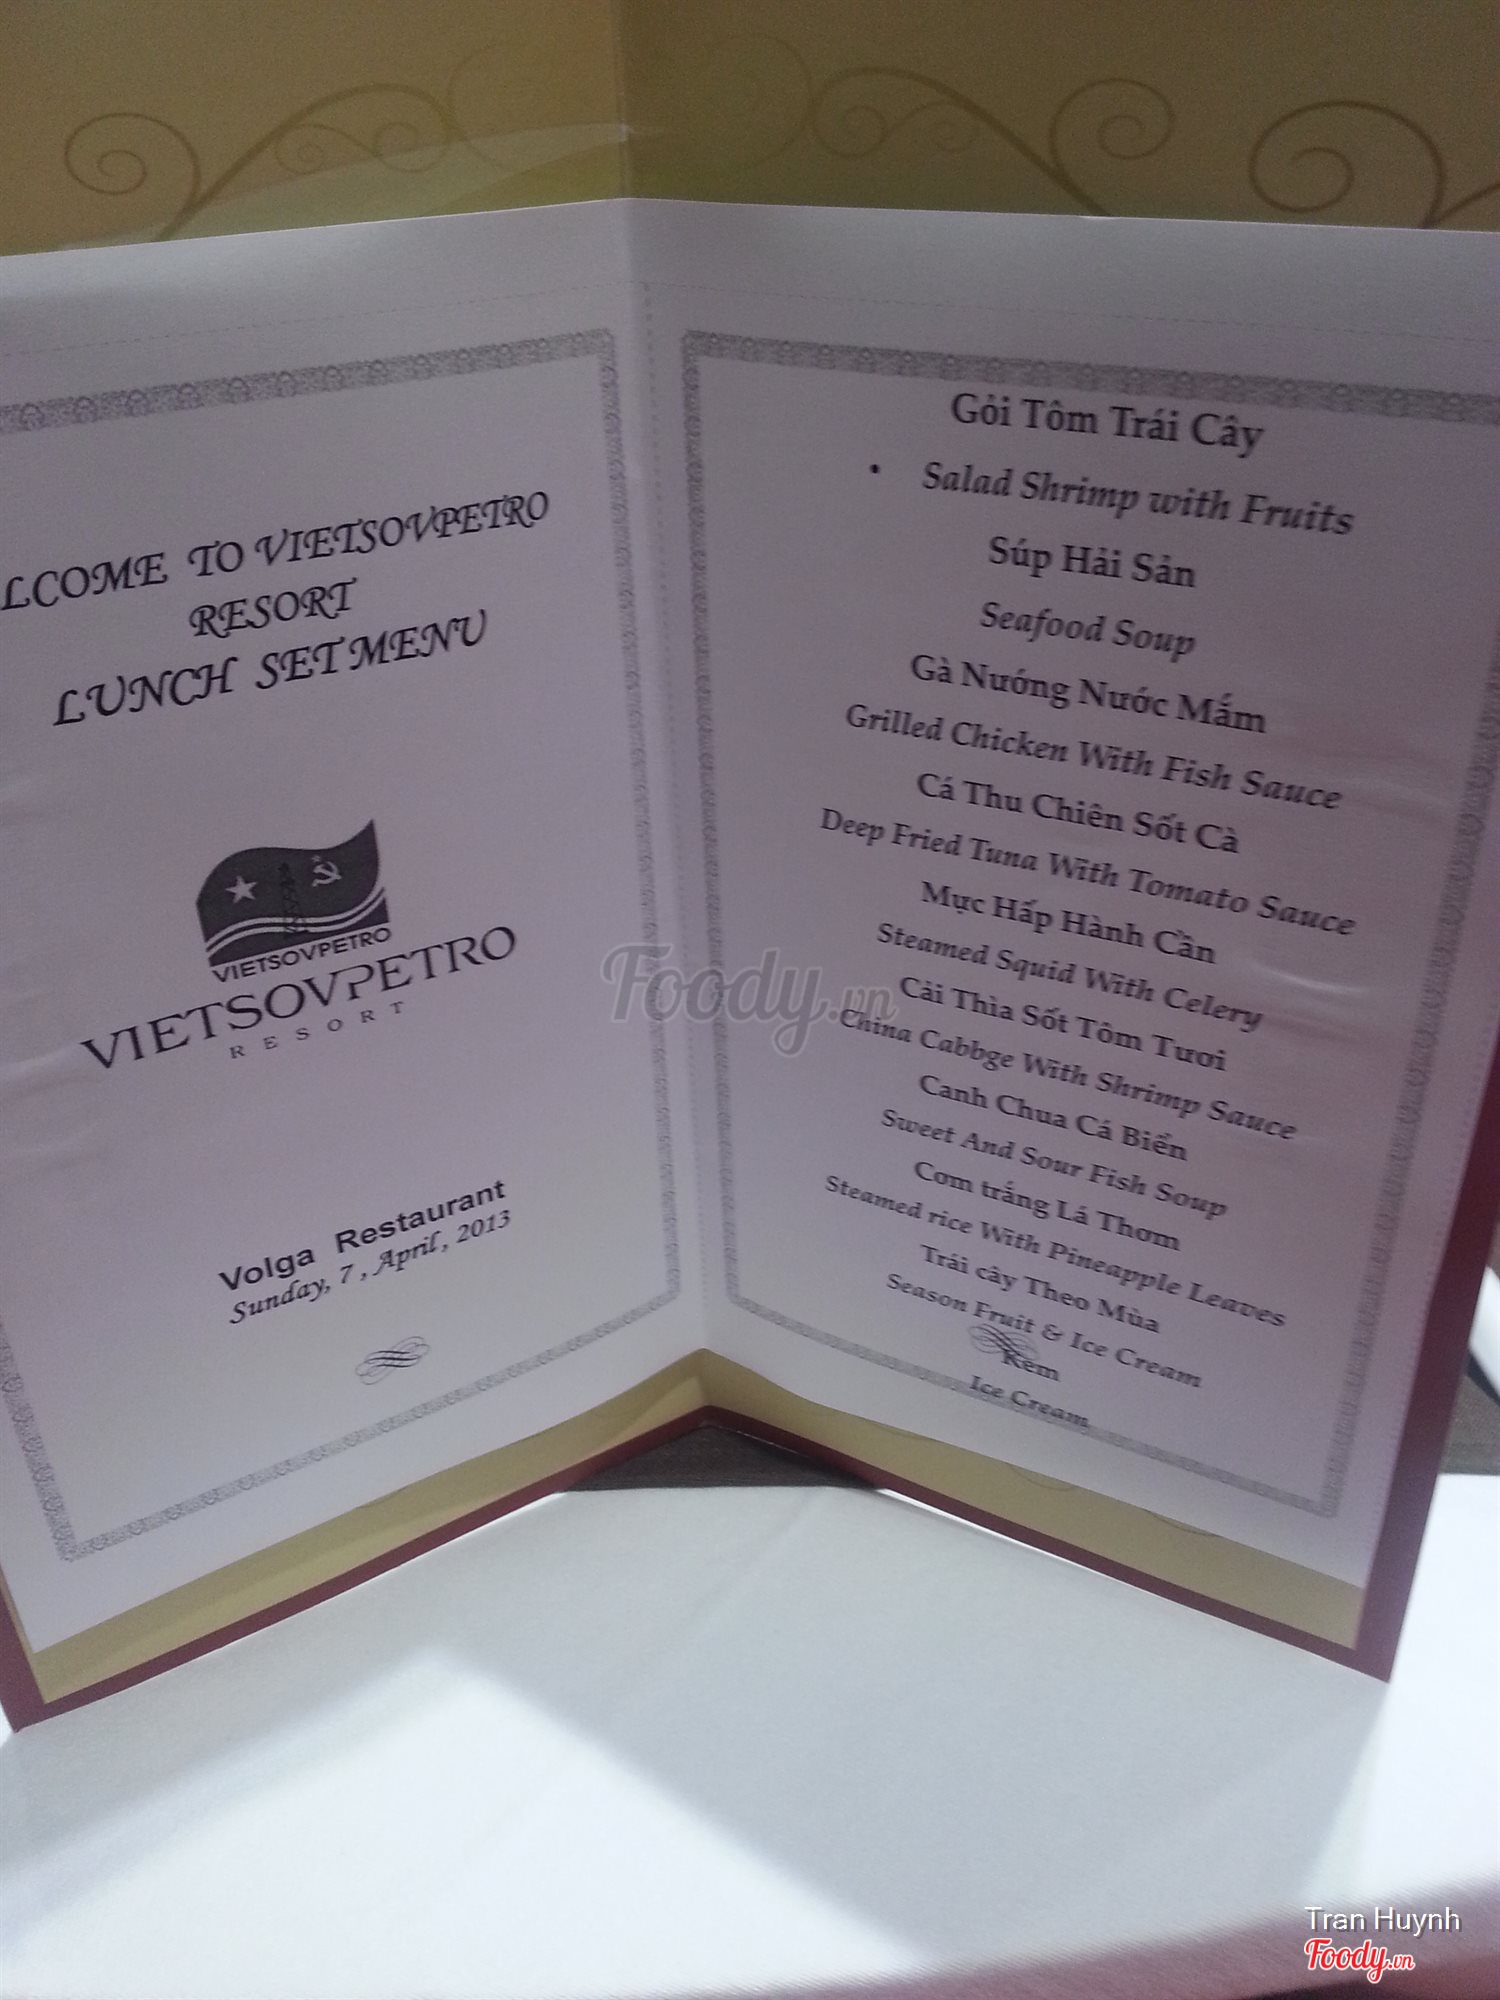 LCOME TO VIETSOVPETRO
RESORT
LUNCH SET MENU
VIETSOVPETRO
VIETSOVPETRO
RESORT
Volga Restaurant
Sunday, 7 , April , 2013
Gỏi Tôm Trái Cây
• Salad Shrimp with Fruits
Súp Hải Sản
Seafood Soup
Gà Nướng Nước Mắm
Grilled Chicken With Fish Sauce
Cá Thu Chiên Sốt Cà
Deep Fried Tuna With Tomato Sauce
Mực Hấp Hành Cần
Steamed Squid With Celery
Cải Thìa Sốt Tôm Tươi
China Cabbge With Shrimp Sauce
Canh Chua Cá Biển
Sweet And Sour Fish Soup
Cơm trắng Lá Thơm
Steamed rice With Pineapple Leaves
Trái cây Theo Mùa
Season Fruit & Ice Cream
Kem
Ice Cream
Foody.vn
Tran Huynh
Foody.vn